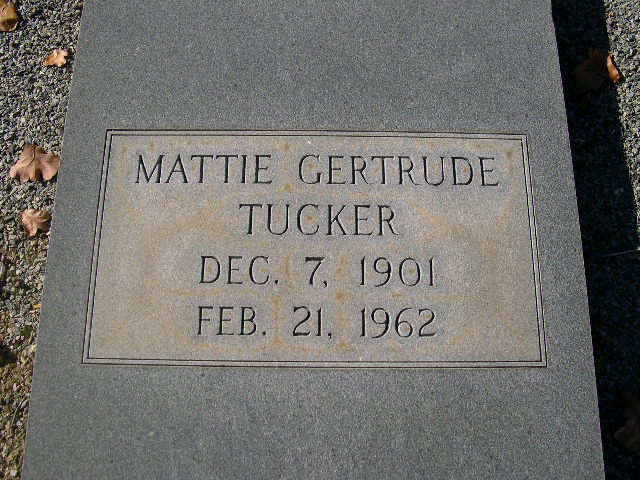 MATTIE GERTRUDE
TUCKER
DEC. 7, 1901
FEB. 21, 1962